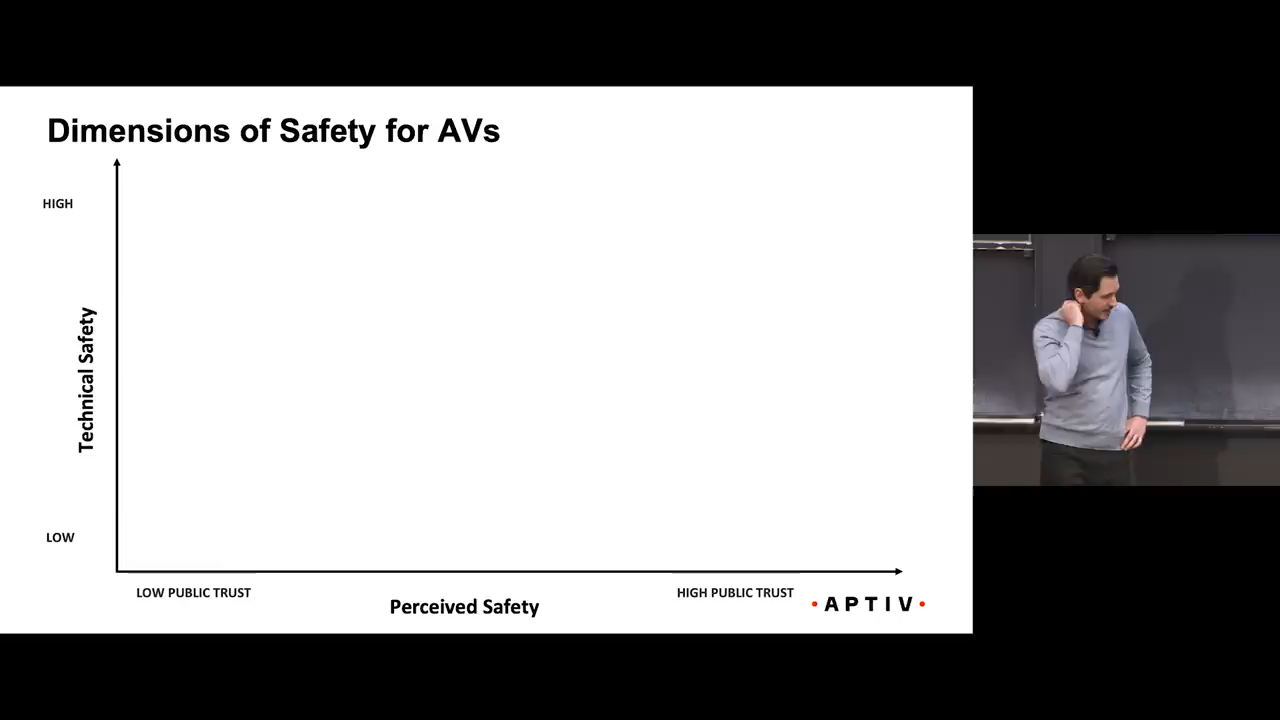 Dimensions of Safety for AVs
HIGH
Technical Safety
LOW
LOW PUBLIC TRUST
HIGH PUBLIC TRUST
Perceived Safety
• APTIV •